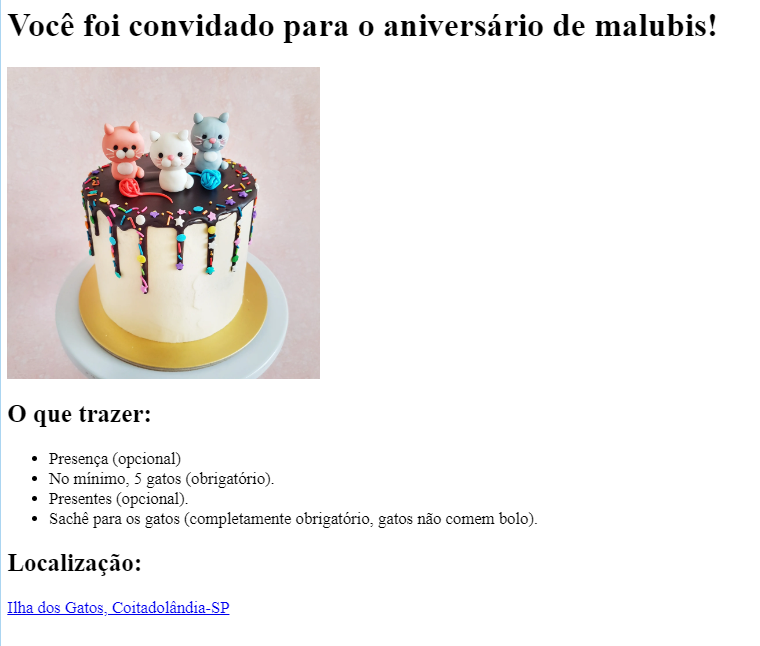 Você foi convidado para o aniversário de malubis!
O que trazer:
Presença (opcional)
No mínimo, 5 gatos (obrigatório).
Presentes (opcional).
Sachê para os gatos (completamente obrigatório, gatos não comem bolo).
Localização:
Ilha dos Gatos, Coitadolândia-SP